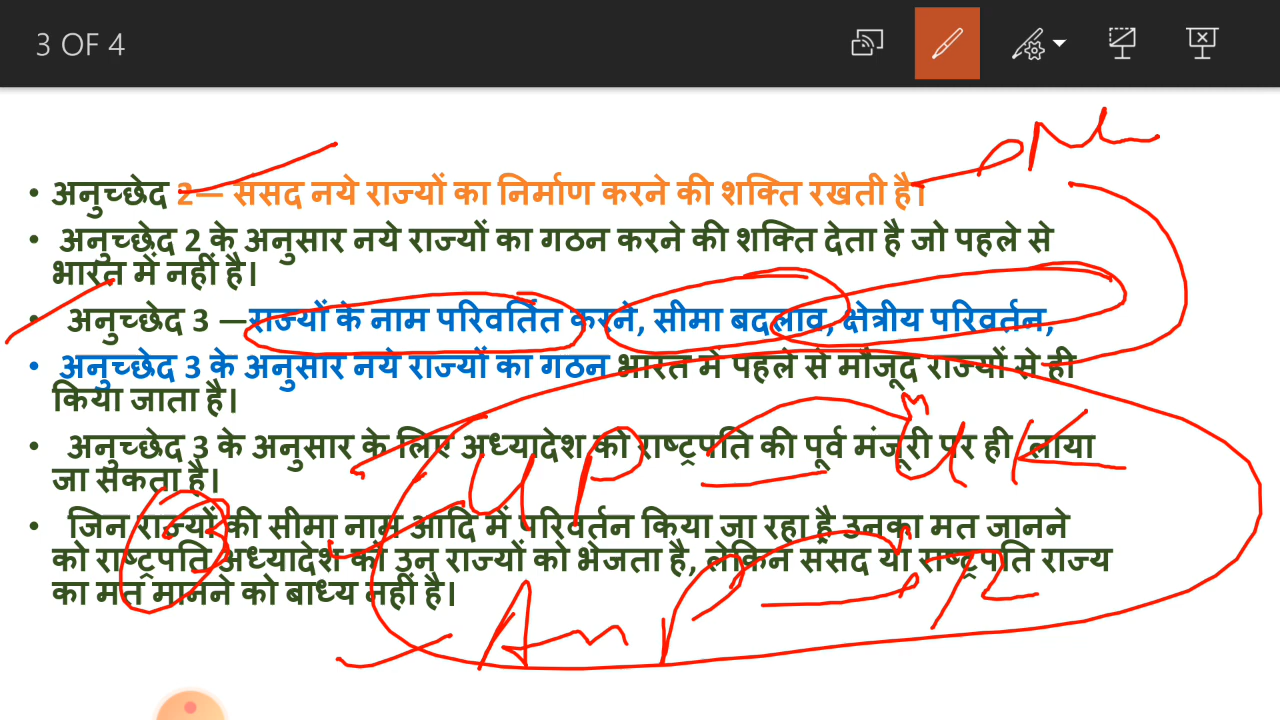 3 OF 4
• अनुच्छेद 2— संसद नये राज्यों का निर्माण करने की शक्ति रखती है।
• अनुच्छेद 2 के अनुसार नये राज्यों का गठन करने की शक्ति देता है जो पहले से
भारत में नहीं है।
• अनुच्छेद 3 —राज्यों के नाम परिवर्तित करने, सीमा बदलाव, क्षेत्रीय परिवर्तन,
• अनुच्छेद 3 के अनुसार नये राज्यों का गठन भारत में पहले से मौजूद राज्यों से ही
किया जाता है।
• अनुच्छेद 3 के अनुसार के लिए अध्यादेश को राष्ट्रपति की पूर्व मंजूरी पर ही लाया
जा सकता है।
UP UK
• जिन राज्यों की सीमा नाम आदि में परिवर्तन किया जा रहा है उनका मत जानने
को राष्ट्रपति अध्यादेश को उन राज्यों को भेजता है, लेकिन संसद या राष्ट्रपति राज्य
का मत मानने को बाध्य नहीं है।
3